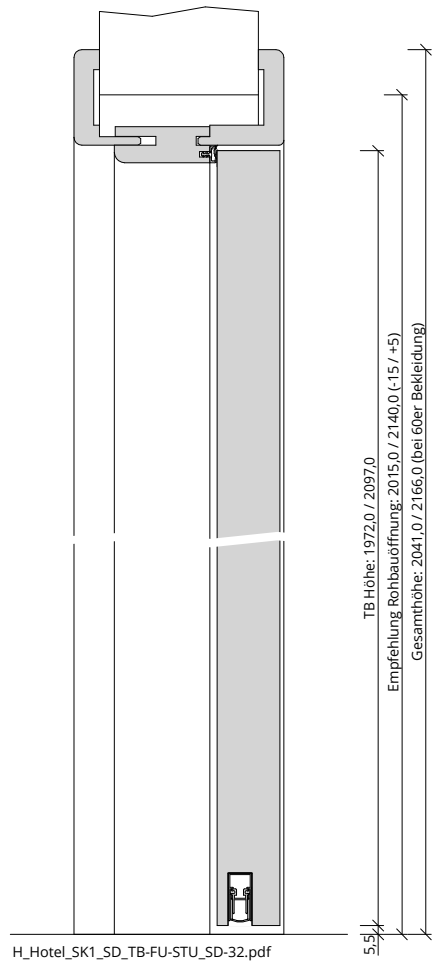 TB Höhe: 1972,0 / 2097,0
Empfehlung Rohbauöffnung: 2015,0 / 2140,0 (-15 / +5)
Gesamthöhe: 2041,0 / 2166,0 (bei 60er Bekleidung)
5,5
H_Hotel_SK1_SD_TB-FU-STU_SD-32.pdf